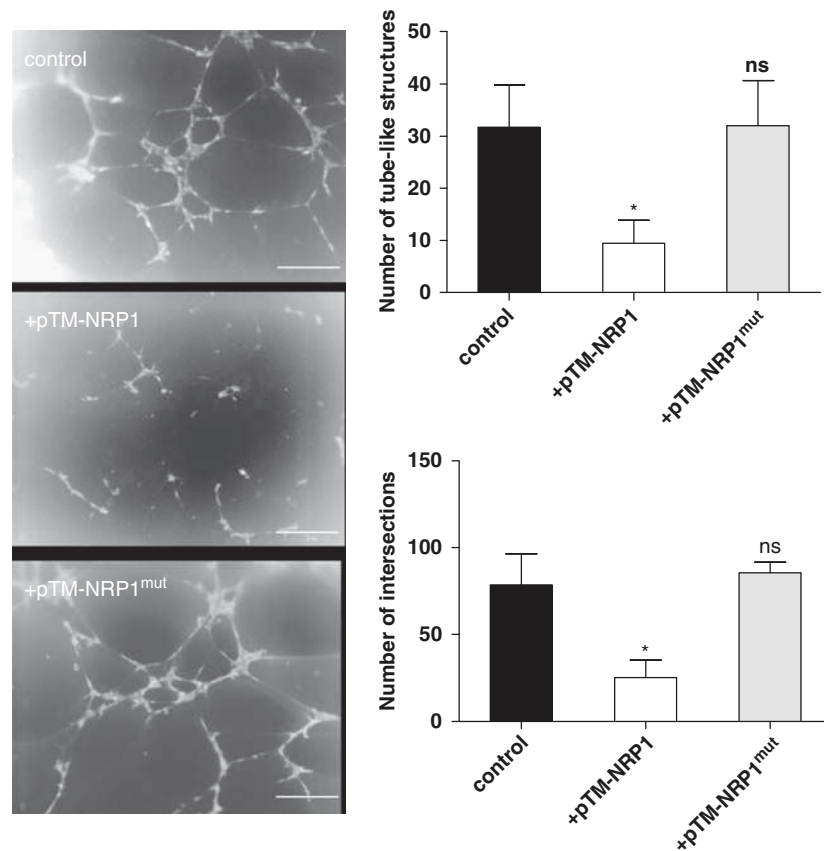 control
+pTM-NRP1
+pTM-NRP1mut
Number of tube-like structures
50
40
30
20
10
0
*
ns
control
+pTM-NRP1
+pTM-NRP1mut
Number of intersections
150
100
50
0
*
ns
control
+pTM-NRP1
+pTM-NRP1mut